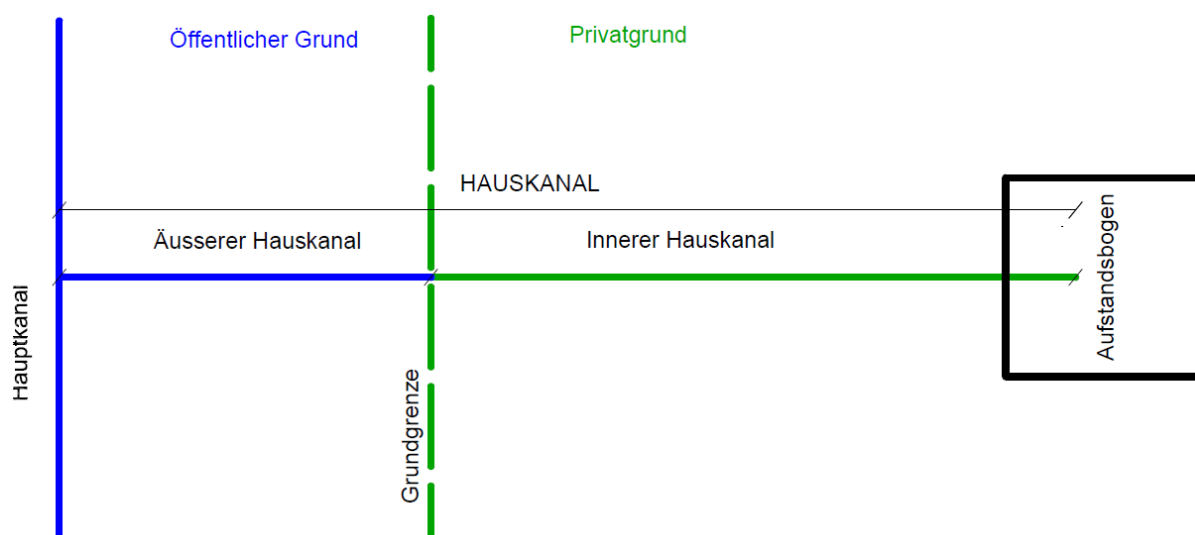 Öffentlicher Grund
Privatgrund
HAUSKANAL
Äusserer Hauskanal
Innerer Hauskanal
Aufstandsbogen
Hauptkanal
Grundgrenze